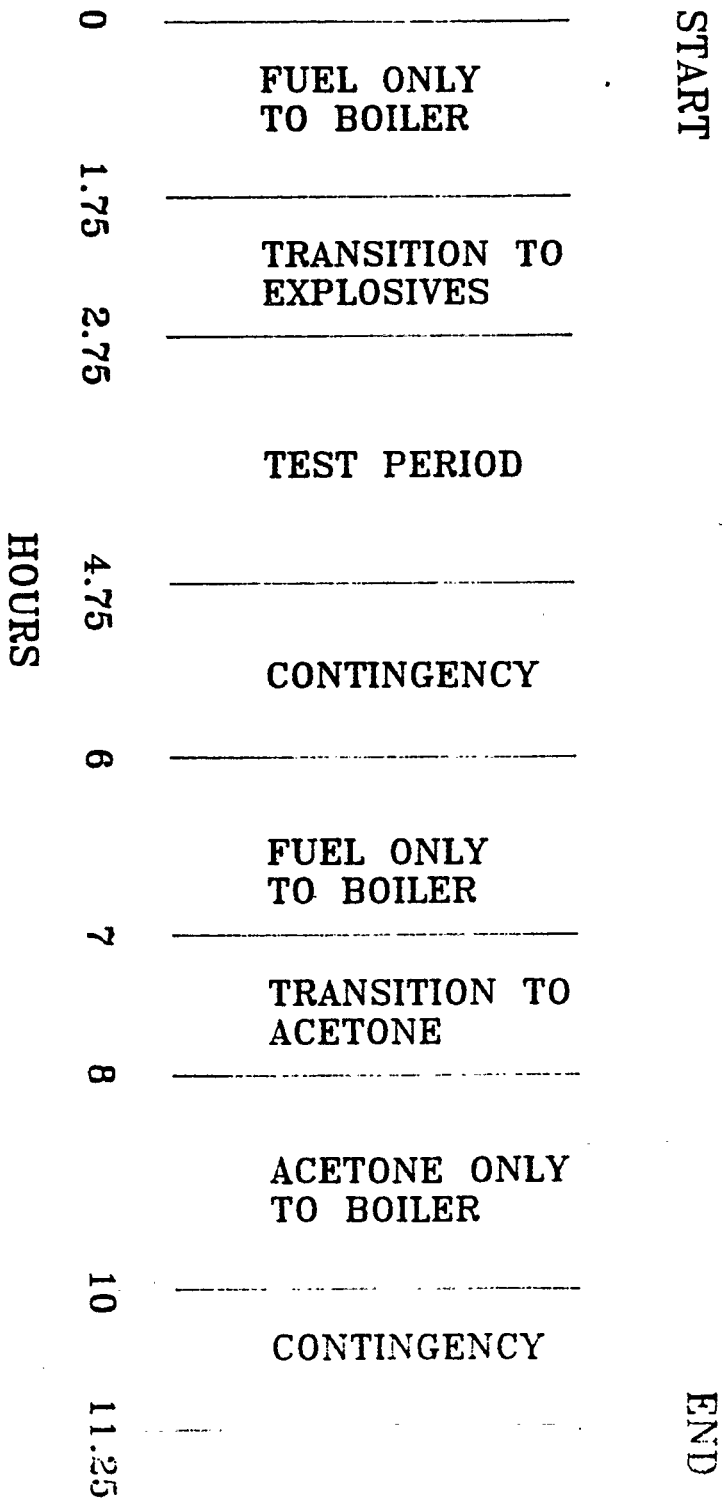 START
0
FUEL ONLY
TO BOILER
1.75
TRANSITION TO
EXPLOSIVES
2.75
TEST PERIOD
HOURS
4.75
CONTINGENCY
6
FUEL ONLY
TO BOILER
7
TRANSITION TO
ACETONE
8
ACETONE ONLY
TO BOILER
10
CONTINGENCY
11.25
END